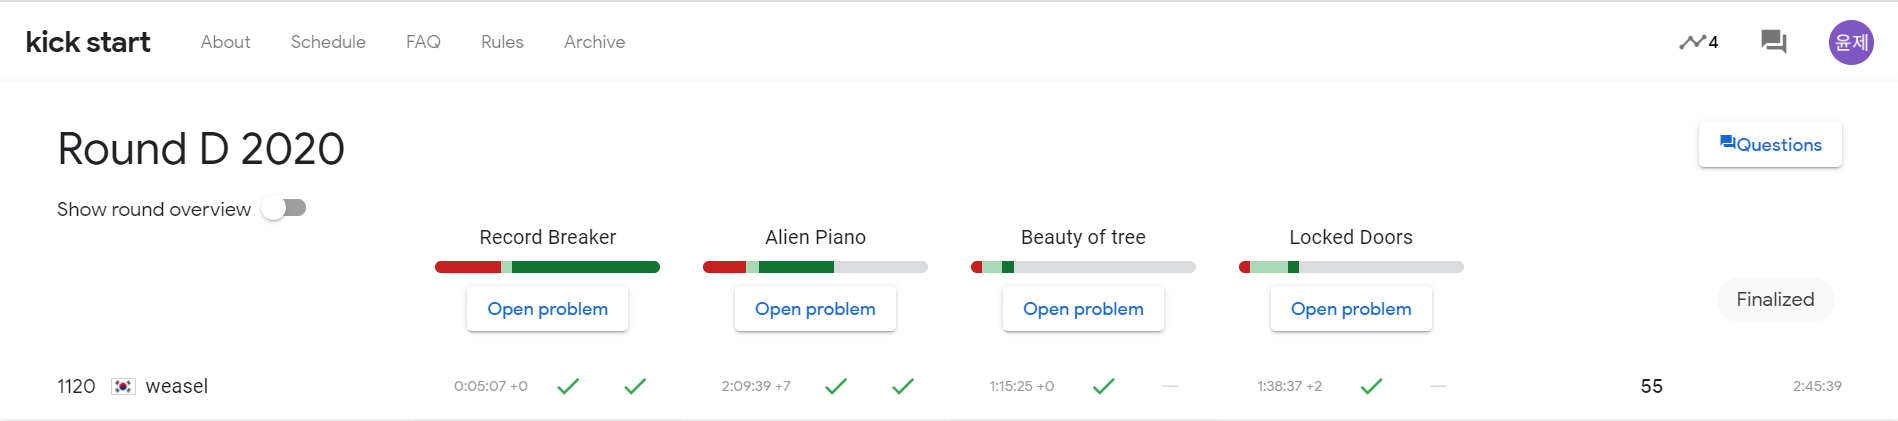 kick start About Schedule FAQ Rules Archive 4 윤제
Round D 2020 Questions
Show round overview
Record Breaker Alien Piano Beauty of tree Locked Doors
Open problem Open problem Open problem Open problem Finalized
1120 weasel 0:05:07 +0 2:09:39 +7 1:15:25 +0 1:38:37 +2 55 2:45:39